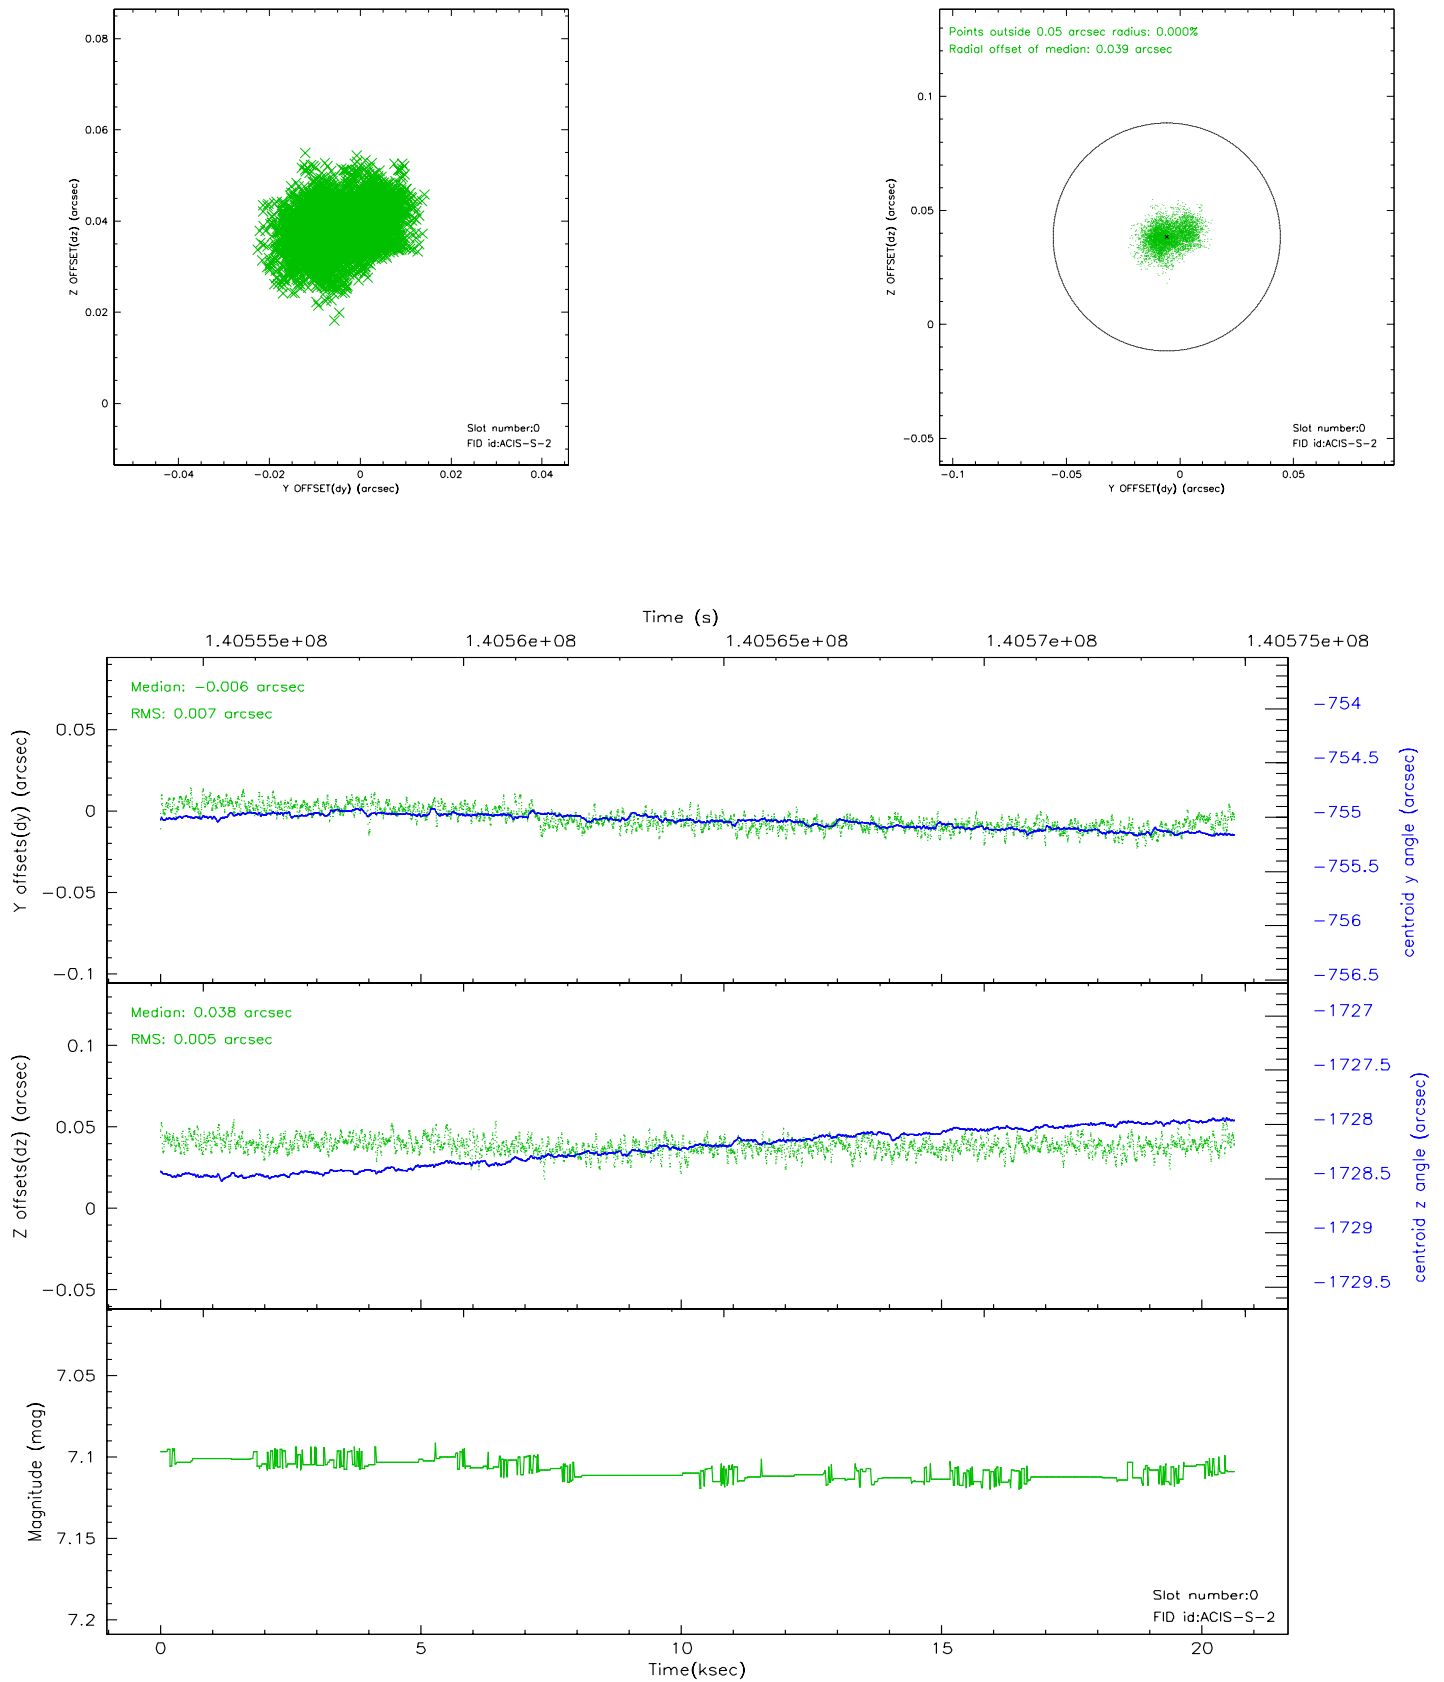 0.08
0.06
0.04
0.02
0
Z OFFSET(dz) (arcsec)
Slot number:0
FID id:ACIS-S-2
-0.04
-0.02
0
0.02
0.04
Y OFFSET(dy) (arcsec)
Points outside 0.05 arcsec radius: 0.000%
Radial offset of median: 0.039 arcsec
0.1
0.05
0
-0.05
Z OFFSET(dz) (arcsec)
Slot number:0
FID id:ACIS-S-2
-0.1
-0.05
0
0.05
Y OFFSET(dy) (arcsec)
Time (s)
1.40555e+08
1.4056e+08
1.40565e+08
1.4057e+08
1.40575e+08
Median: -0.006 arcsec
RMS: 0.007 arcsec
0.05
0
-0.05
-0.1
Y offsets(dy) (arcsec)
-754
-754.5
-755
-755.5
-756
-756.5
centroid y angle (arcsec)
Median: 0.038 arcsec
RMS: 0.005 arcsec
0.1
0.05
0
-0.05
Z offsets(dz) (arcsec)
-1727
-1727.5
-1728
-1728.5
-1729
-1729.5
centroid z angle (arcsec)
7.05
7.1
7.15
7.2
Magnitude (mag)
Slot number:0
FID id:ACIS-S-2
0
5
10
15
20
Time(ksec)